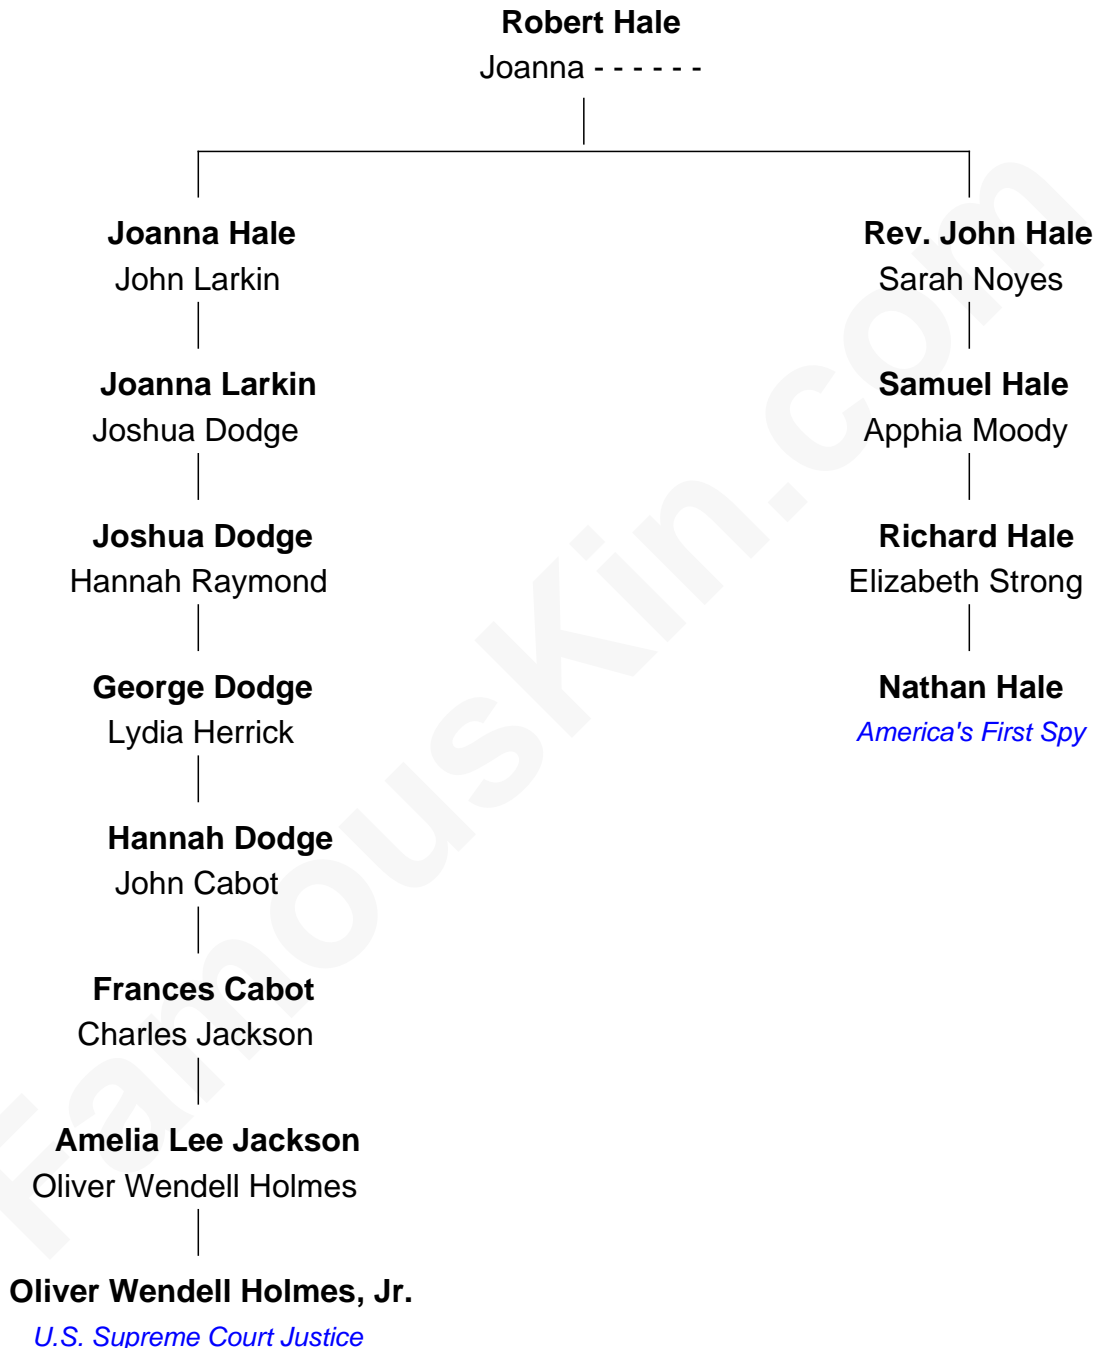 Robert Hale
Joanna - - - - - -
Joanna Hale
John Larkin
Rev. John Hale
Sarah Noyes
Joanna Larkin
Joshua Dodge
Samuel Hale
Apphia Moody
Joshua Dodge
Hannah Raymond
Richard Hale
Elizabeth Strong
George Dodge
Lydia Herrick
Nathan Hale
America's First Spy
Hannah Dodge
John Cabot
Frances Cabot
Charles Jackson
Amelia Lee Jackson
Oliver Wendell Holmes
Oliver Wendell Holmes, Jr.
U.S. Supreme Court Justice
FamousKin.com